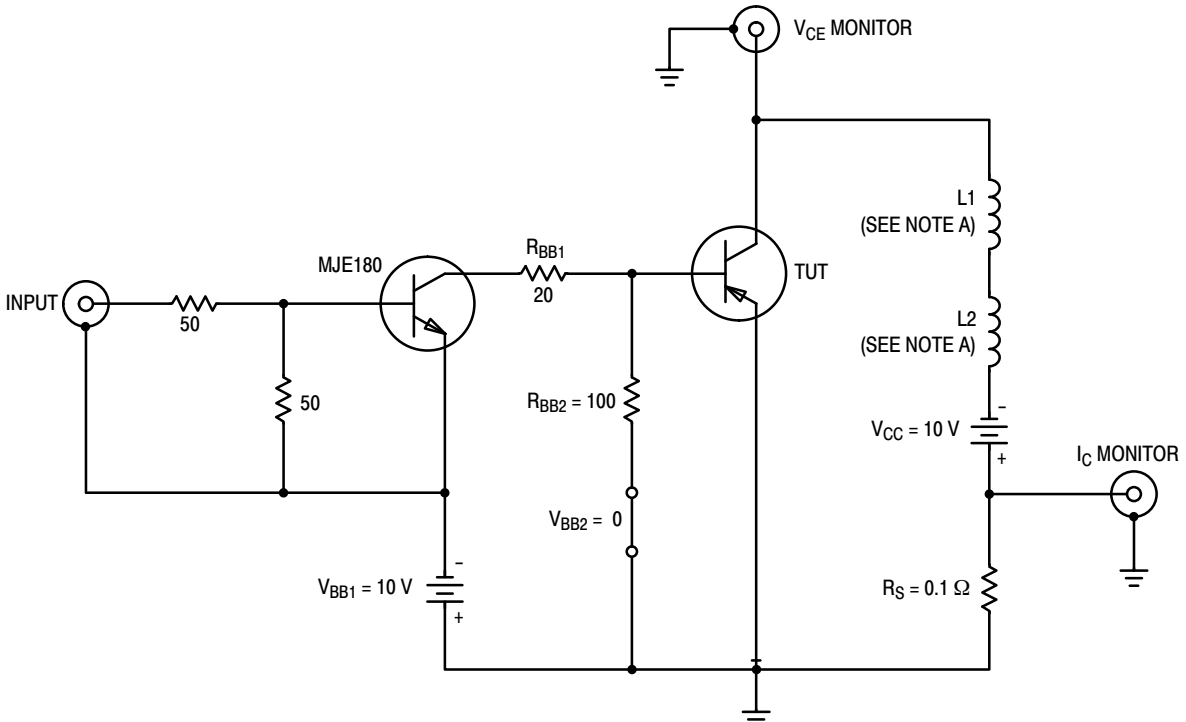 V_CE MONITOR
L1
(SEE NOTE A)
R_BB1
MJE180
20
TUT
INPUT
50
L2
(SEE NOTE A)
50
R_BB2 = 100
V_CC = 10 V
-
+
I_C MONITOR
V_BB2 = 0
V_BB1 = 10 V
-
+
R_S = 0.1 Ω